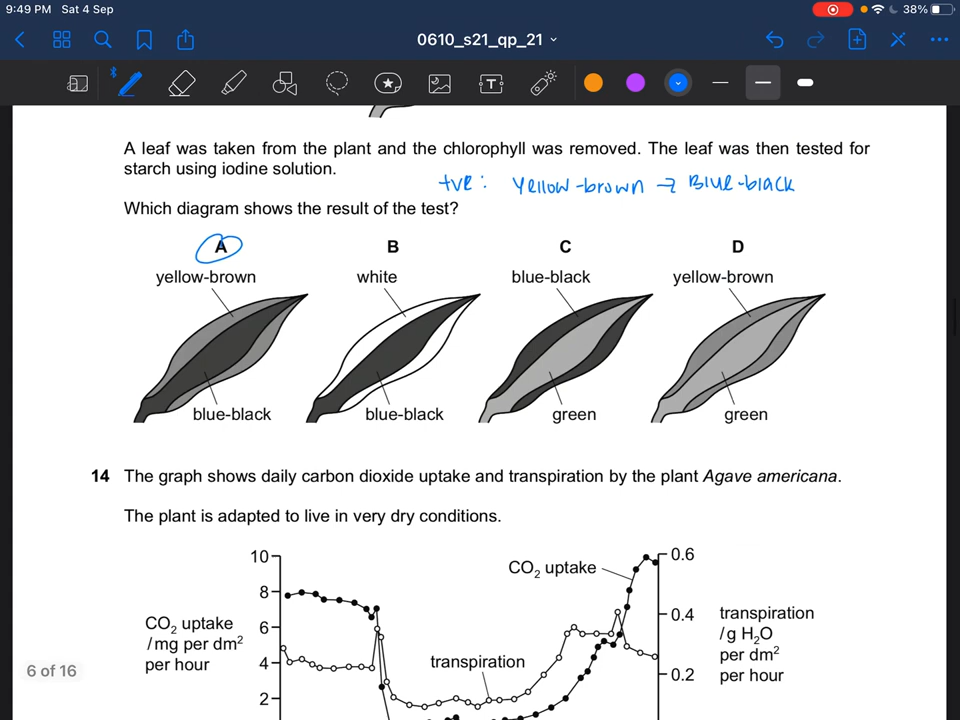 9:49 PM Sat 4 Sep
38%
0610_s21_qp_21
T
A leaf was taken from the plant and the chlorophyll was removed. The leaf was then tested for
starch using iodine solution.
+ve: Yellow-brown → Blue-black
Which diagram shows the result of the test?
A B C D
yellow-brown white blue-black yellow-brown
blue-black blue-black green green
14 The graph shows daily carbon dioxide uptake and transpiration by the plant Agave americana.
The plant is adapted to live in very dry conditions.
10
8
6
4
2
CO2 uptake
/mg per dm2
per hour
CO2 uptake
transpiration
0.6
0.4
0.2
transpiration
/g H2O
per dm2
per hour
6 of 16